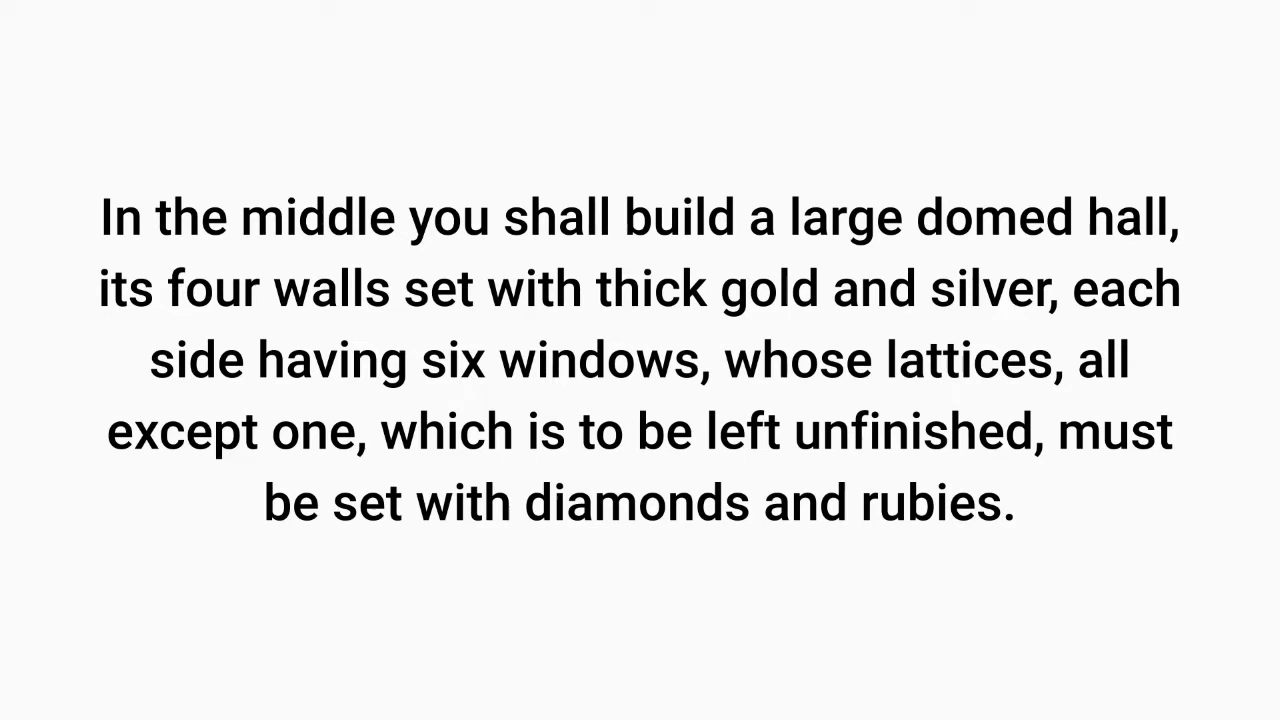 In the middle you shall build a large domed hall,
its four walls set with thick gold and silver, each
side having six windows, whose lattices, all
except one, which is to be left unfinished, must
be set with diamonds and rubies.